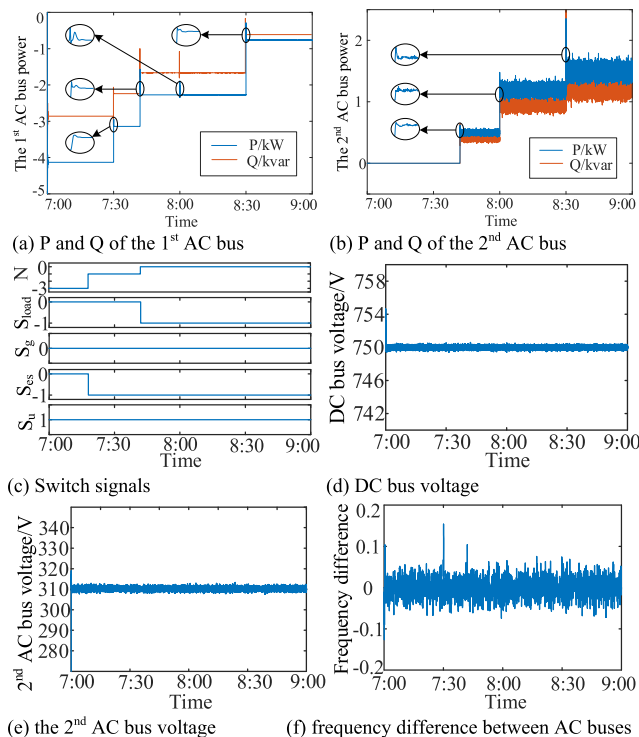 The 1st AC bus power
0
-1
-2
-3
-4
-5
P/kW
Q/kvar
7:00 7:30 8:00 8:30 9:00
Time
(a) P and Q of the 1st AC bus
The 2nd AC bus power
2
1
0
P/kW
Q/kvar
7:00 7:30 8:00 8:30 9:00
Time
(b) P and Q of the 2nd AC bus
N
0
-3
Sload
0
-1
Sg
0
Ses
0
-1
Su
1
7:00 7:30 8:00 8:30 9:00
Time
(c) Switch signals
DC bus voltage/V
758
754
750
746
742
7:00 7:30 8:00 8:30 9:00
Time
(d) DC bus voltage
2nd AC bus voltage/V
340
330
320
310
300
290
280
7:00 7:30 8:00 8:30 9:00
Time
(e) the 2nd AC bus voltage
Frequency difference
0.2
0.1
0
-0.1
-0.2
7:00 7:30 8:00 8:30 9:00
Time
(f) frequency difference between AC buses